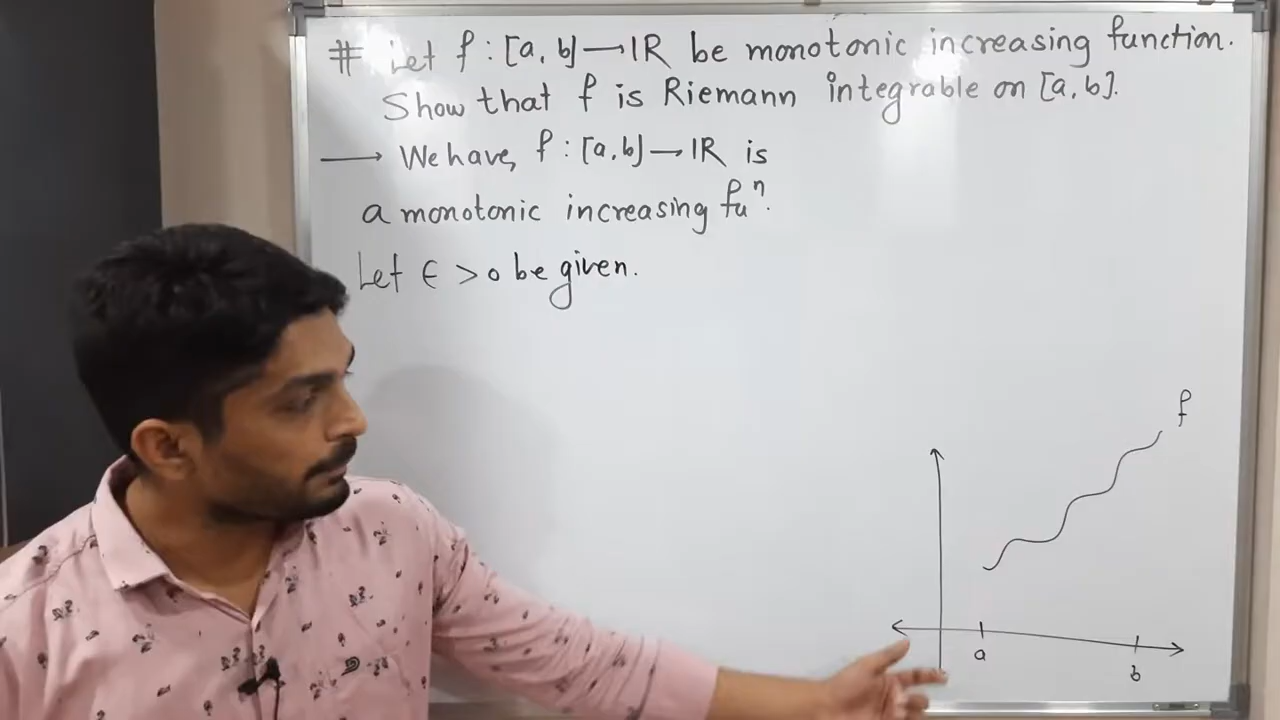 # Let f : [a, b] → IR be monotonic increasing function.
Show that f is Riemann integrable on [a, b].
→ We have, f : [a, b] → IR is
a monotonic increasing fuⁿ.
Let ϵ > 0 be given.
f
a
b